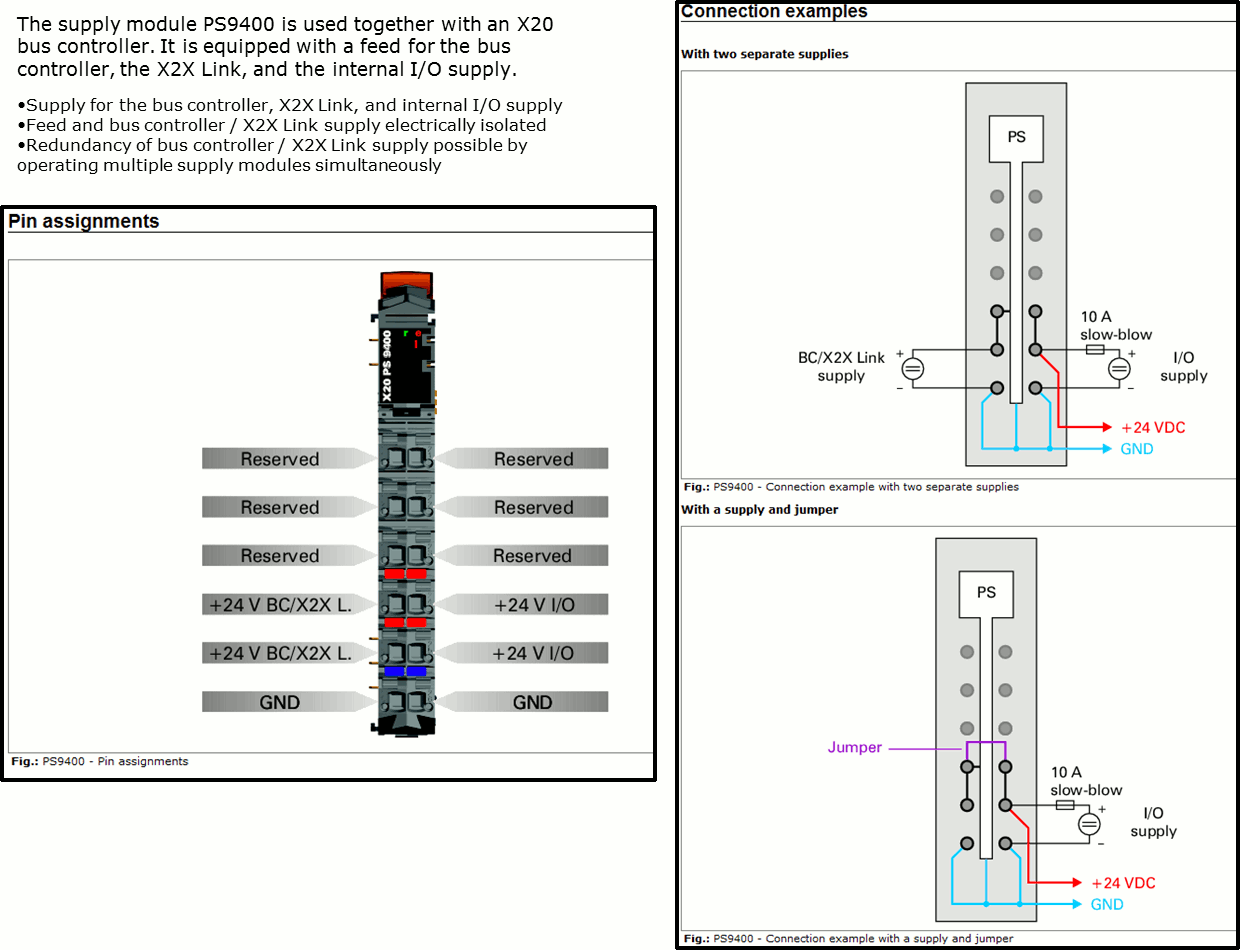 The supply module PS9400 is used together with an X20
bus controller. It is equipped with a feed for the bus
controller, the X2X Link, and the internal I/O supply.
•Supply for the bus controller, X2X Link, and internal I/O supply
•Feed and bus controller / X2X Link supply electrically isolated
•Redundancy of bus controller / X2X Link supply possible by
operating multiple supply modules simultaneously
Pin assignments
X20 PS 9400
r e
l
Reserved Reserved
Reserved Reserved
Reserved Reserved
+24 V BC/X2X L. +24 V I/O
+24 V BC/X2X L. +24 V I/O
GND GND
Fig.: PS9400 - Pin assignments
Connection examples
With two separate supplies
PS
10 A
slow-blow
BC/X2X Link
supply
+
−
+
−
I/O
supply
+24 VDC
GND
Fig.: PS9400 - Connection example with two separate supplies
With a supply and jumper
PS
Jumper
10 A
slow-blow
+
−
I/O
supply
+24 VDC
GND
Fig.: PS9400 - Connection example with a supply and jumper